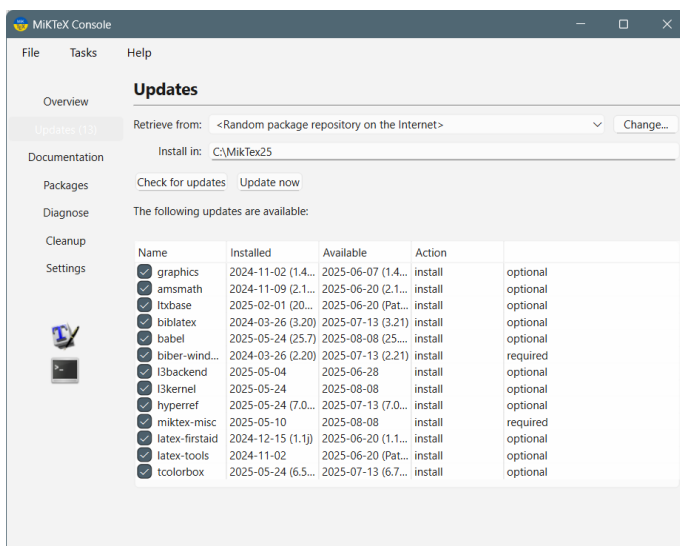 MiKTeX Console
File Tasks Help
Overview
Updates (13)
Documentation
Packages
Diagnose
Cleanup
Settings
Updates
Retrieve from: <Random package repository on the Internet> Change...
Install in: C:\MikTex25
Check for updates Update now
The following updates are available:
Name Installed Available Action
graphics 2024-11-02 (1.4... 2025-06-07 (1.4... install optional
amsmath 2024-11-09 (2.1... 2025-06-20 (2.1... install optional
ltxbase 2025-02-01 (20... 2025-06-20 (Pat... install optional
biblatex 2024-03-26 (3.20) 2025-07-13 (3.21) install optional
babel 2025-05-24 (25.7) 2025-08-08 (25.... install optional
biber-wind... 2024-03-26 (2.20) 2025-07-13 (2.21) install required
l3backend 2025-05-04 2025-06-28 install optional
l3kernel 2025-05-24 2025-08-08 install optional
hyperref 2025-05-24 (7.0... 2025-07-13 (7.0... install optional
miktex-misc 2025-05-10 2025-08-08 install required
latex-firstaid 2024-12-15 (1.1j) 2025-06-20 (1.1... install optional
latex-tools 2024-11-02 2025-06-20 (Pat... install optional
tcolorbox 2025-05-24 (6.5... 2025-07-13 (6.7... install optional